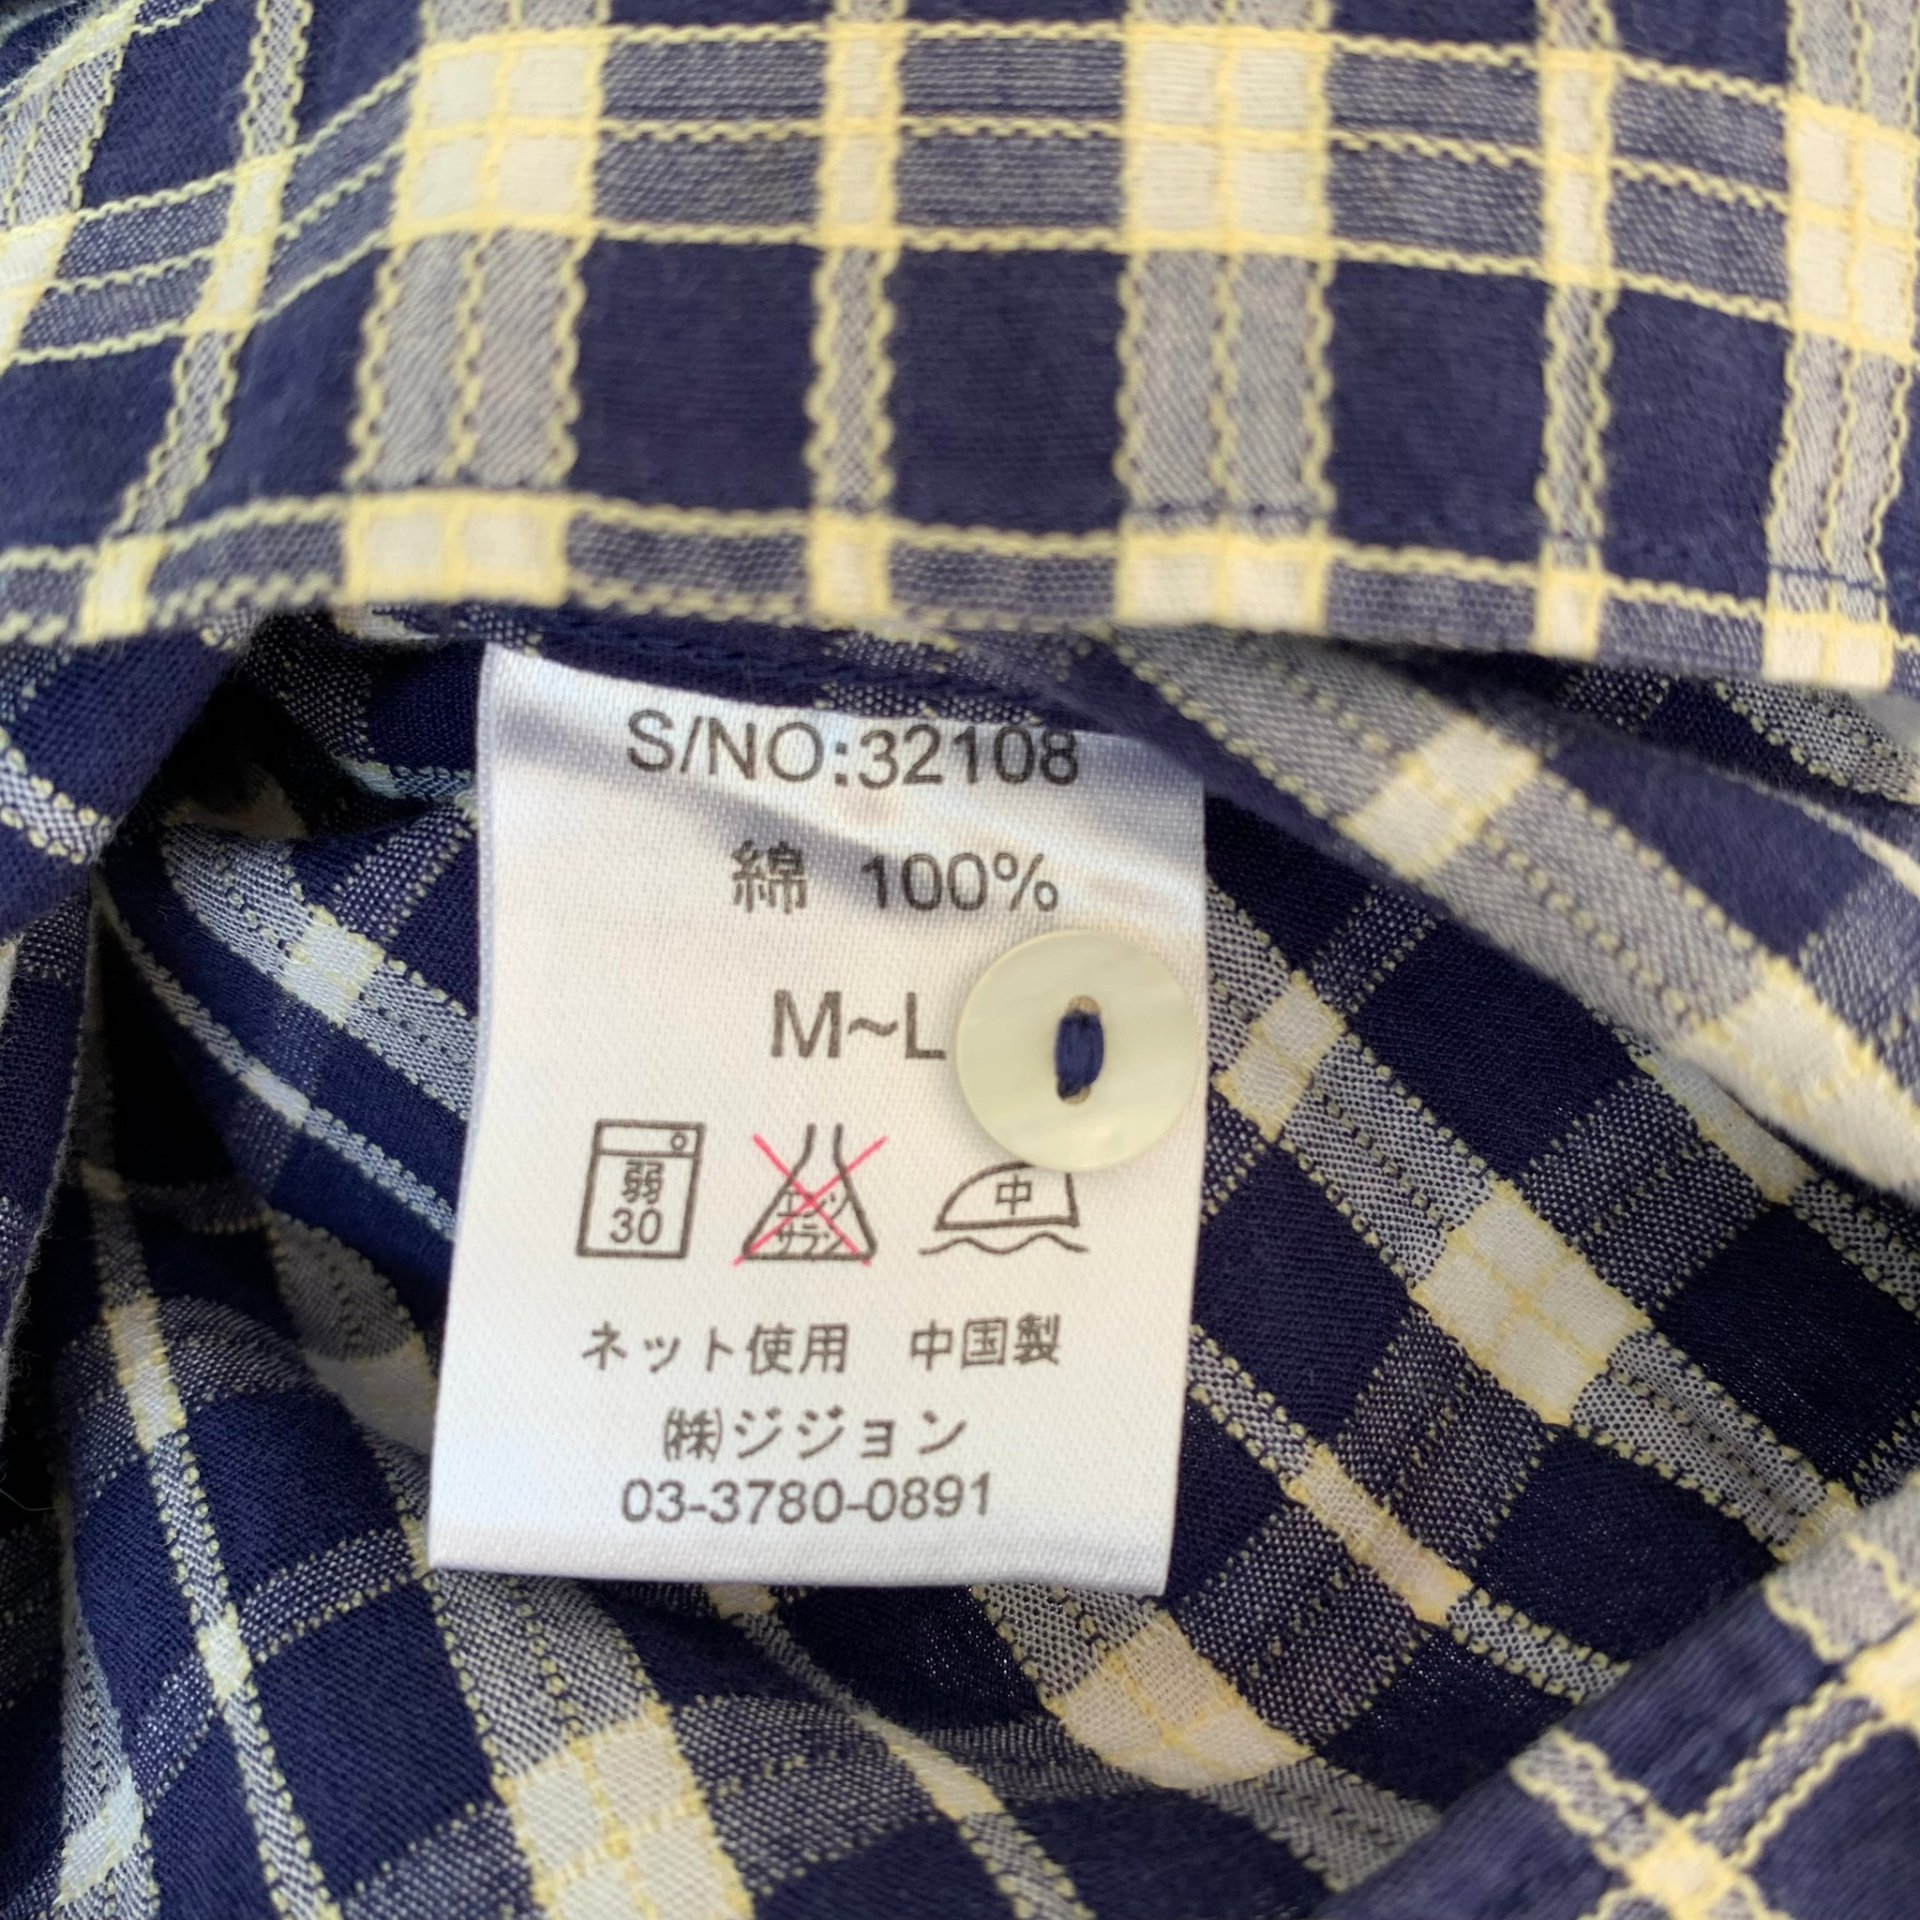 S/NO:32108
綿 100%
M~L
弱
30
エンソ
サラシ
中
ネット使用 中国製
㈱ジジョン
03-3780-0891